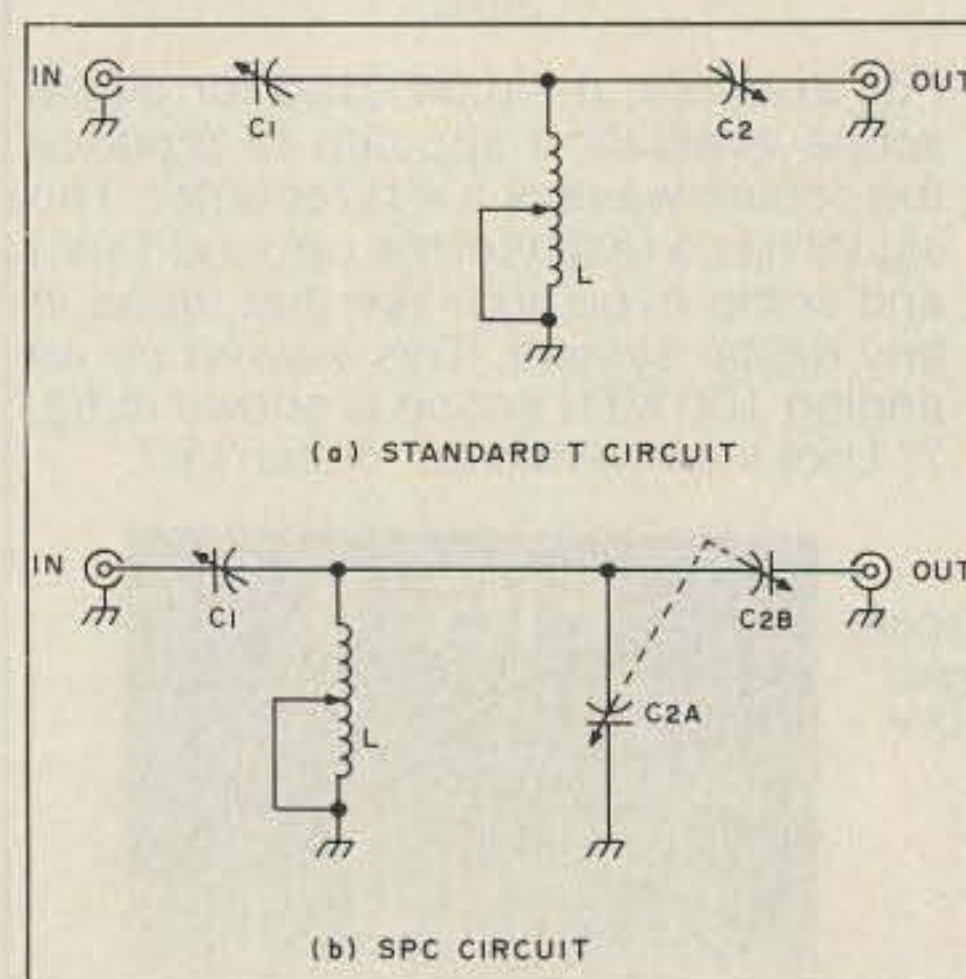 IN
OUT
C1
C2
L
(a) STANDARD T CIRCUIT
IN
OUT
C1
C2B
C2A
L
(b) SPC CIRCUIT